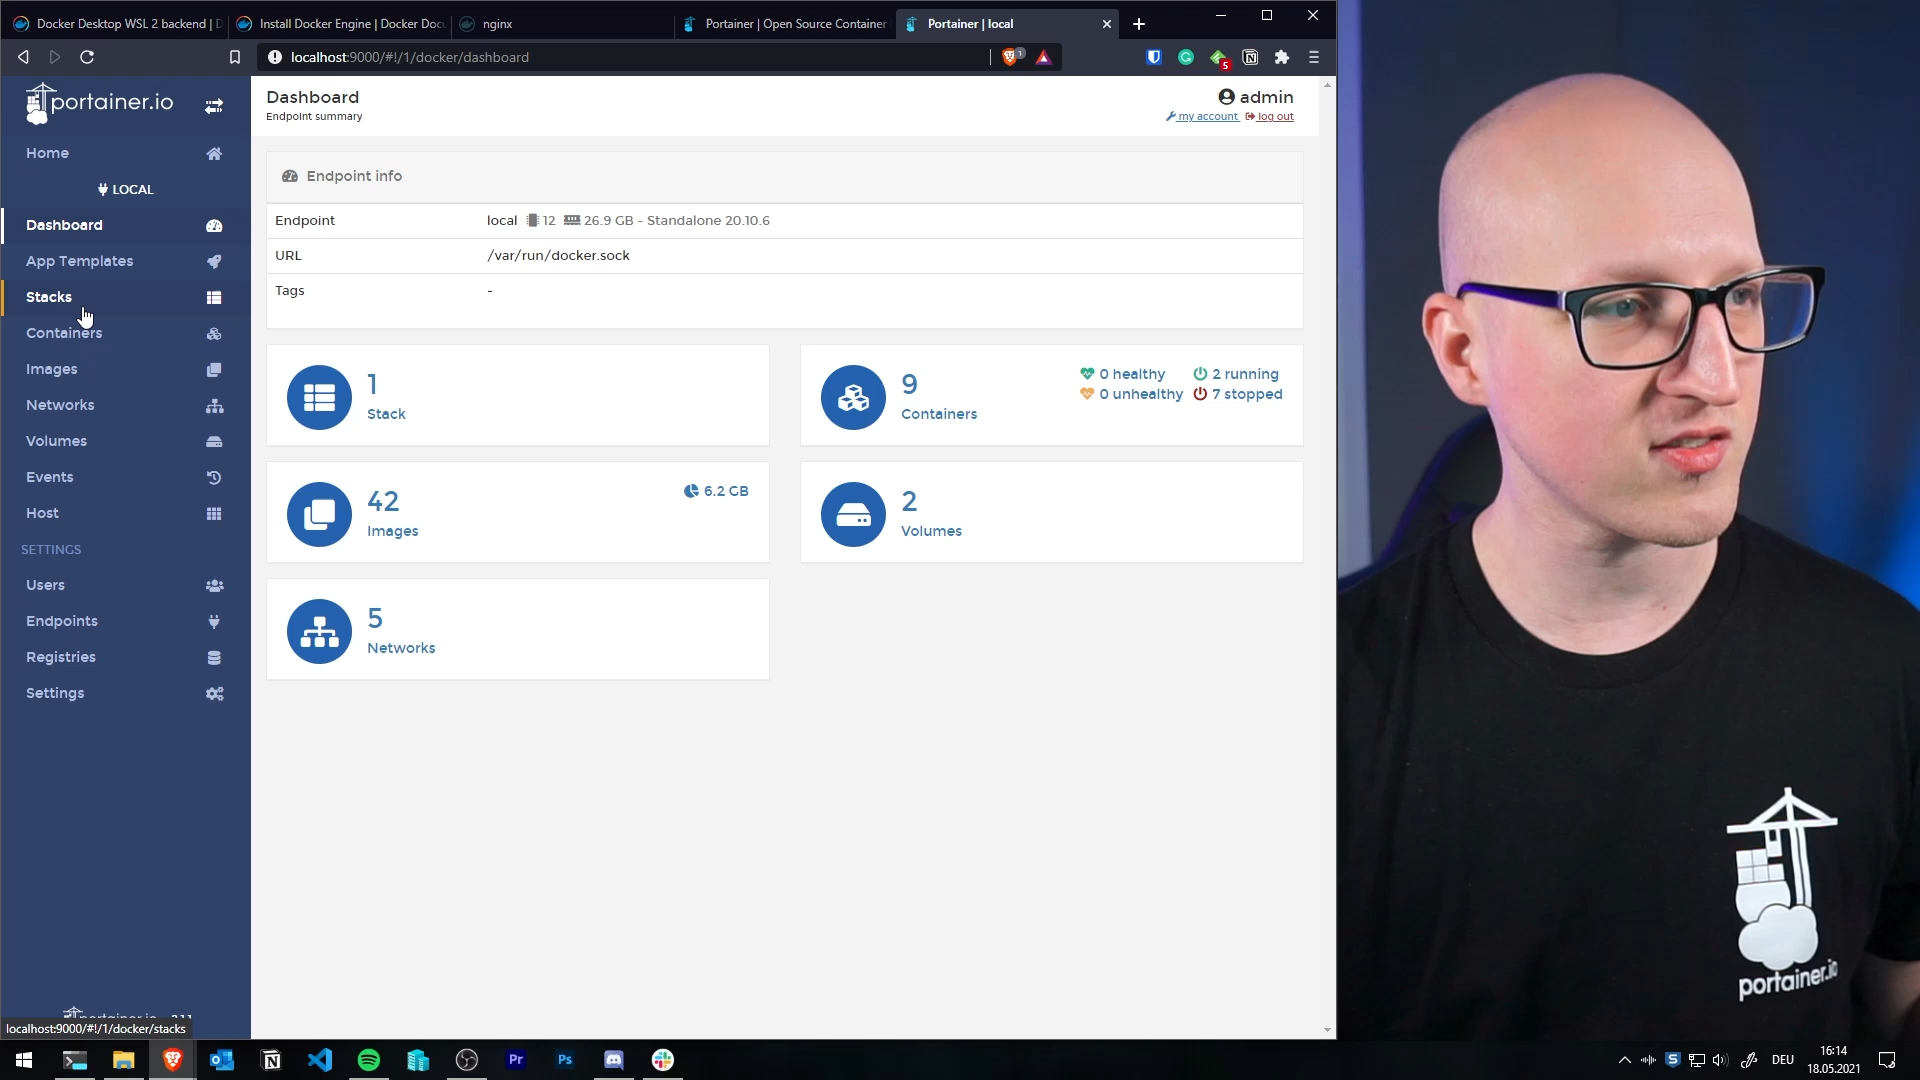 Docker Desktop WSL 2 backend | D
Install Docker Engine | Docker Docu
nginx
Portainer | Open Source Container
Portainer | local
localhost:9000/#!/1/docker/dashboard
1
5
portainer.io
Home
LOCAL
Dashboard
App Templates
Stacks
Containers
Images
Networks
Volumes
Events
Host
SETTINGS
Users
Endpoints
Registries
Settings
localhost:9000/#!/1/docker/stacks
Dashboard
Endpoint summary
admin
my account
log out
Endpoint info
Endpoint
local 12 26.9 GB - Standalone 20.10.6
URL
/var/run/docker.sock
Tags
-
1
Stack
9
Containers
0 healthy
2 running
0 unhealthy
7 stopped
42
Images
6.2 GB
2
Volumes
5
Networks
portainer.io
Pr
Ps
DEU
16:14
18.05.2021